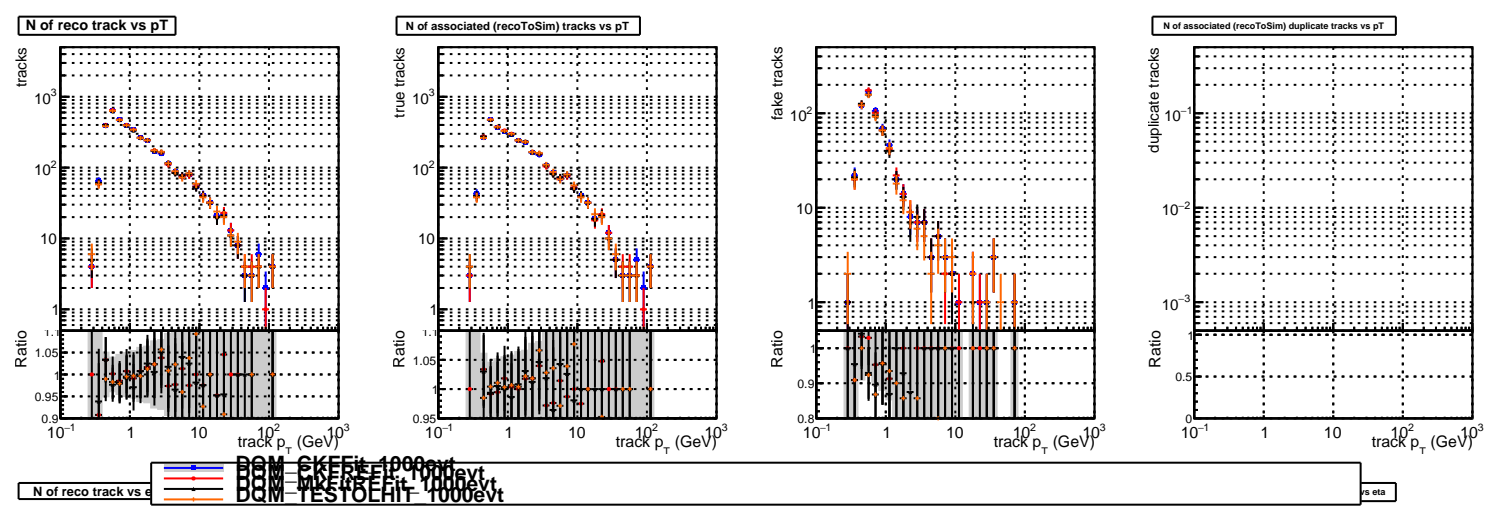 N of reco track vs pT
N of associated (recoToSim) tracks vs pT
N of associated (recoToSim) duplicate tracks vs pT
tracks
10³
10²
10
1
Ratio
1.1
1.05
1
0.95
0.9
10⁻¹ 1 10 10² 10³
track p_T (GeV)
true tracks
10³
10²
10
1
Ratio
1.05
1
0.95
10⁻¹ 1 10 10² 10³
track p_T (GeV)
fake tracks
10²
10
1
Ratio
1
0.9
0.8
10⁻¹ 1 10 10² 10³
track p_T (GeV)
duplicate tracks
10⁻¹
10⁻²
10⁻³
Ratio
1
0.5
0
10⁻¹ 1 10 10² 10³
track p_T (GeV)
DQM_CKFFit_1000evt
DQM_CKFREFit_1000evt
DQM_MKFitREFit_1000evt
DQM_TESTOLHIT_1000evt
N of reco track vs e
vs eta